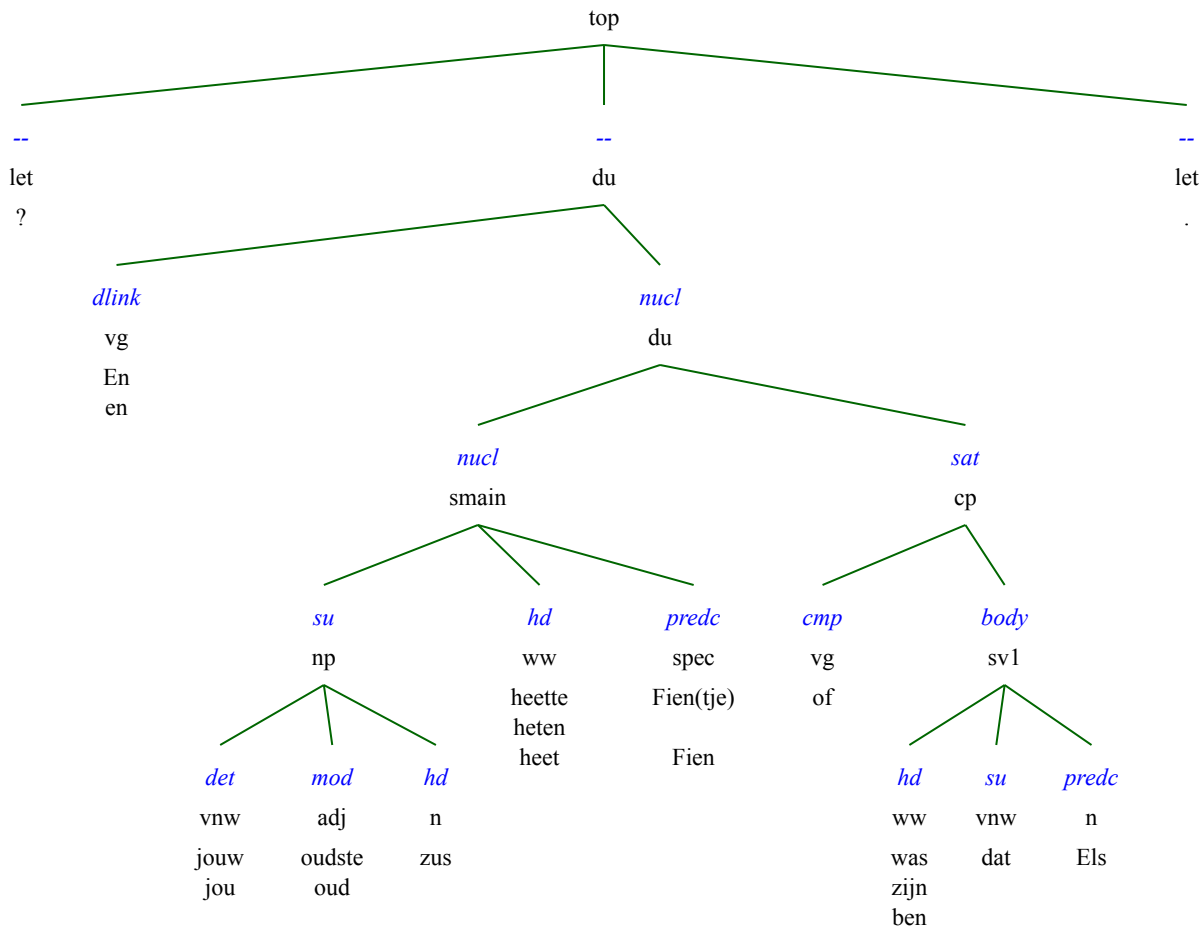 top
-- -- --
let du let
? .
dlink nucl
vg du
En
en
nucl sat
smain cp
su hd predc cmp body
np ww spec vg sv1
heette Fien(tje) of
heten
heet Fien
det mod hd hd su predc
vnw adj n ww vnw n
jouw oudste zus was dat Els
jou oud zijn
ben